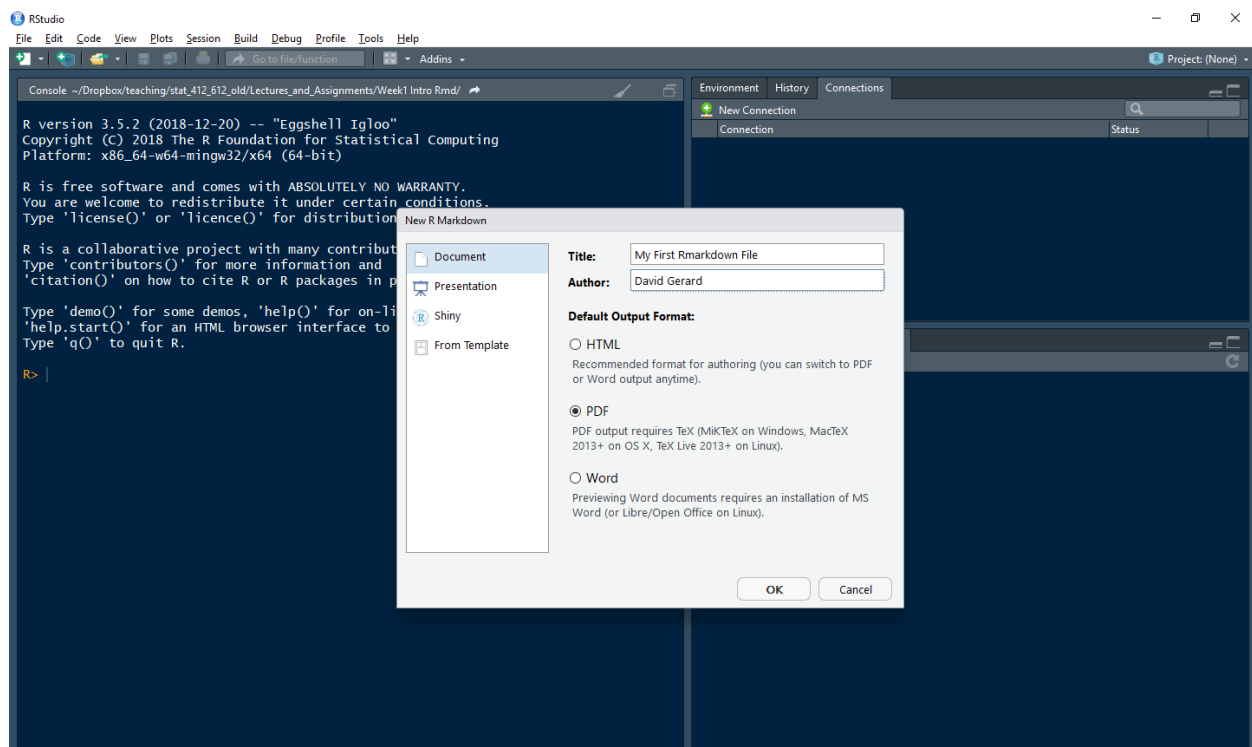 RStudio
File Edit Code View Plots Session Build Debug Profile Tools Help
Go to file/function Addins Project: (None)
Console ~/Dropbox/teaching/stat_412_612_old/Lectures_and_Assignments/Week1 Intro Rmd/
R version 3.5.2 (2018-12-20) -- "Eggshell Igloo"
Copyright (C) 2018 The R Foundation for Statistical Computing
Platform: x86_64-w64-mingw32/x64 (64-bit)
R is free software and comes with ABSOLUTELY NO WARRANTY.
You are welcome to redistribute it under certain conditions.
Type 'license()' or 'licence()' for distribution
R is a collaborative project with many contribut
Type 'contributors()' for more information and
'citation()' on how to cite R or R packages in p
Type 'demo()' for some demos, 'help()' for on-li
'help.start()' for an HTML browser interface to
Type 'q()' to quit R.
R>
Environment History Connections
New Connection
Connection Status
New R Markdown
Document
Presentation
Shiny
From Template
Title: My First Rmarkdown File
Author: David Gerard
Default Output Format:
HTML
Recommended format for authoring (you can switch to PDF
or Word output anytime).
PDF
PDF output requires TeX (MiKTeX on Windows, MacTeX
2013+ on OS X, TeX Live 2013+ on Linux).
Word
Previewing Word documents requires an installation of MS
Word (or Libre/Open Office on Linux).
OK Cancel